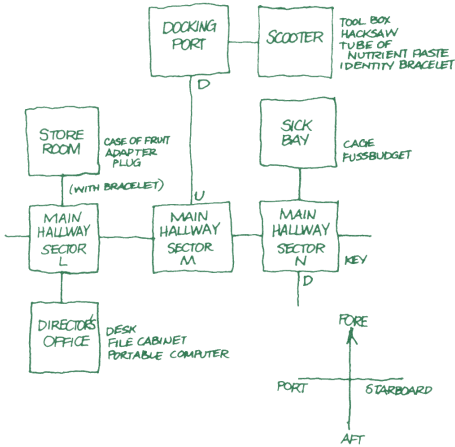 DOCKING
PORT
SCOOTER
TOOL BOX
HACKSAW
TUBE OF
NUTRIENT PASTE
IDENTITY BRACELET
D
STORE
ROOM
CASE OF FRUIT
ADAPTER
PLUG
(WITH BRACELET)
SICK
BAY
CAGE
FUSSBUDGET
U
MAIN
HALLWAY
SECTOR
L
MAIN
HALLWAY
SECTOR
M
MAIN
HALLWAY
SECTOR
N
KEY
D
DIRECTOR'S
OFFICE
DESK
FILE CABINET
PORTABLE COMPUTER
FORE
PORT
STARBOARD
AFT